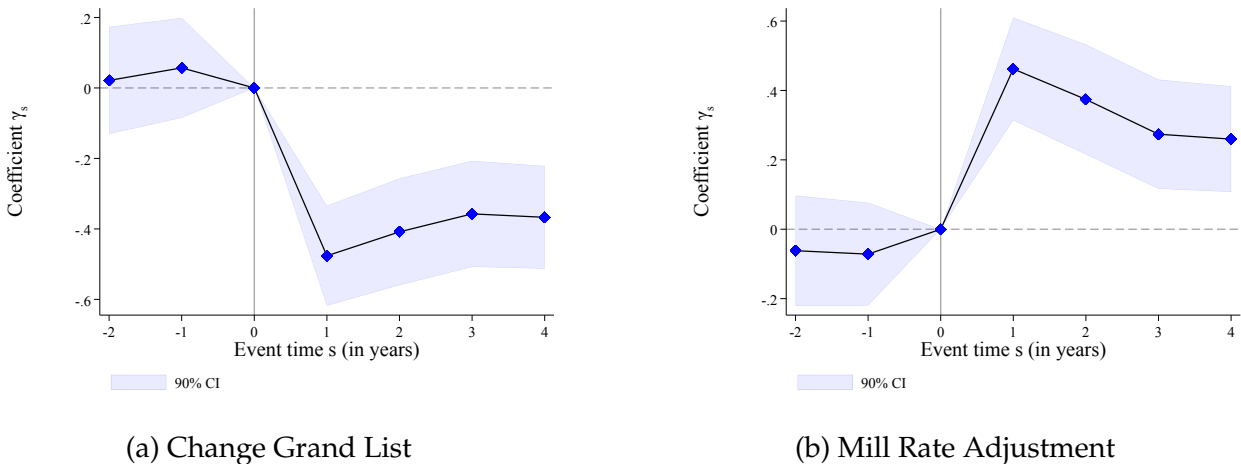 .2
0
-.2
-.4
-.6
Coefficient γs
-2 -1 0 1 2 3 4
Event time s (in years)
90% CI
(a) Change Grand List
.6
.4
.2
0
-.2
Coefficient γs
-2 -1 0 1 2 3 4
Event time s (in years)
90% CI
(b) Mill Rate Adjustment